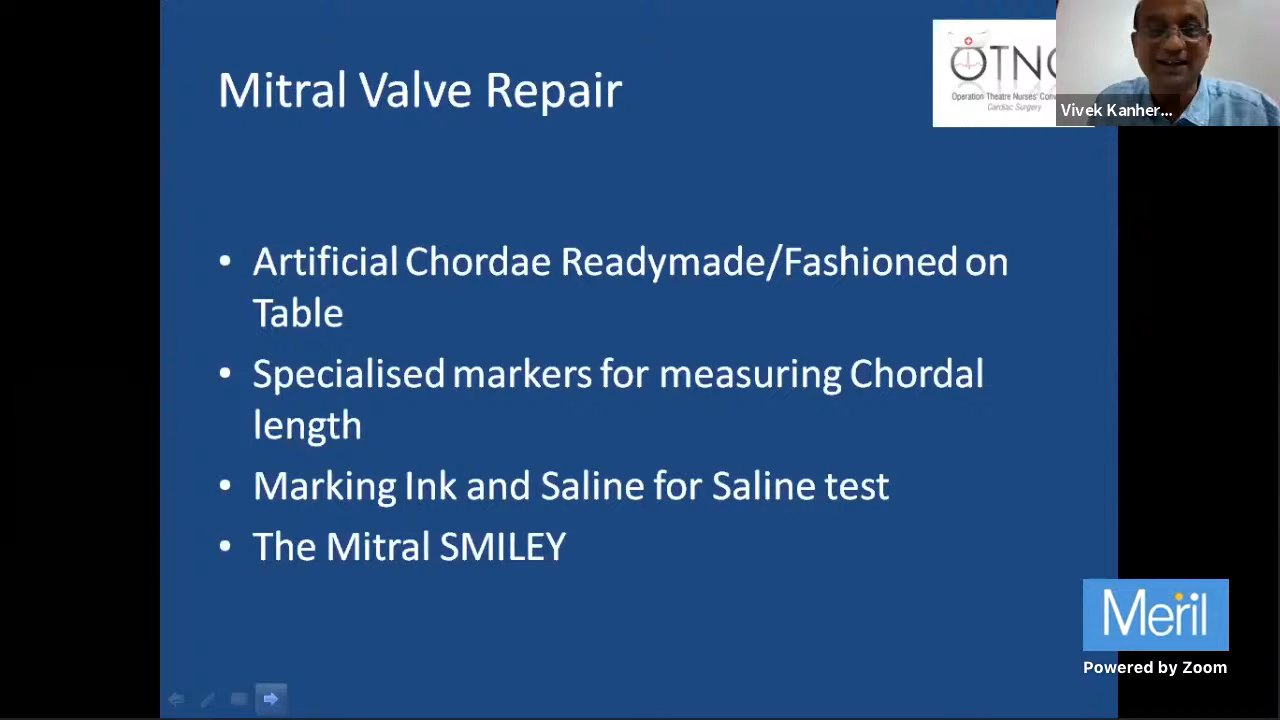 Mitral Valve Repair
OTNC
Operation Theatre Nurses'
Cardiac Surgery
Vivek Kanher...
• Artificial Chordae Readymade/Fashioned on
Table
• Specialised markers for measuring Chordal
length
• Marking Ink and Saline for Saline test
• The Mitral SMILEY
Meril
Powered by Zoom